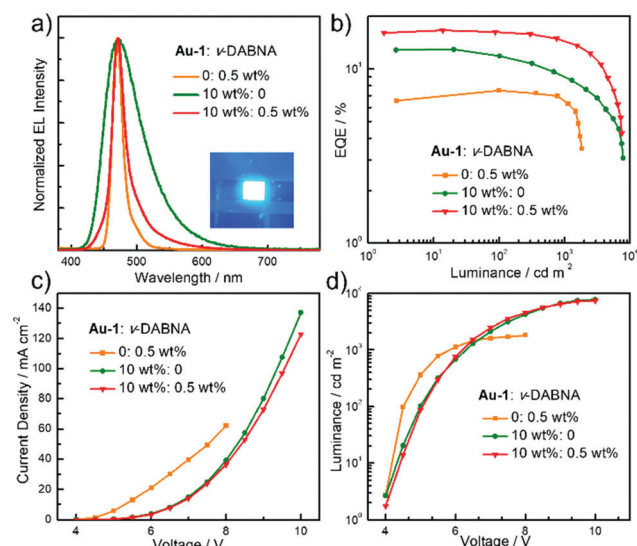 a)
Normalized EL Intensity
Au-1: ν-DABNA
0: 0.5 wt%
10 wt%: 0
10 wt%: 0.5 wt%
400 500 600 700
Wavelength / nm
b)
EQE / %
10¹
10⁰
Au-1: ν-DABNA
0: 0.5 wt%
10 wt%: 0
10 wt%: 0.5 wt%
10⁰ 10¹ 10² 10³ 10⁴
Luminance / cd m²
c)
Current Density / mA cm⁻²
140
120
100
80
60
40
20
0
Au-1: ν-DABNA
0: 0.5 wt%
10 wt%: 0
10 wt%: 0.5 wt%
4 6 8 10
Voltage / V
d)
Luminance / cd m⁻²
10⁴
10³
10²
10¹
10⁰
Au-1: ν-DABNA
0: 0.5 wt%
10 wt%: 0
10 wt%: 0.5 wt%
4 6 8 10
Voltage / V